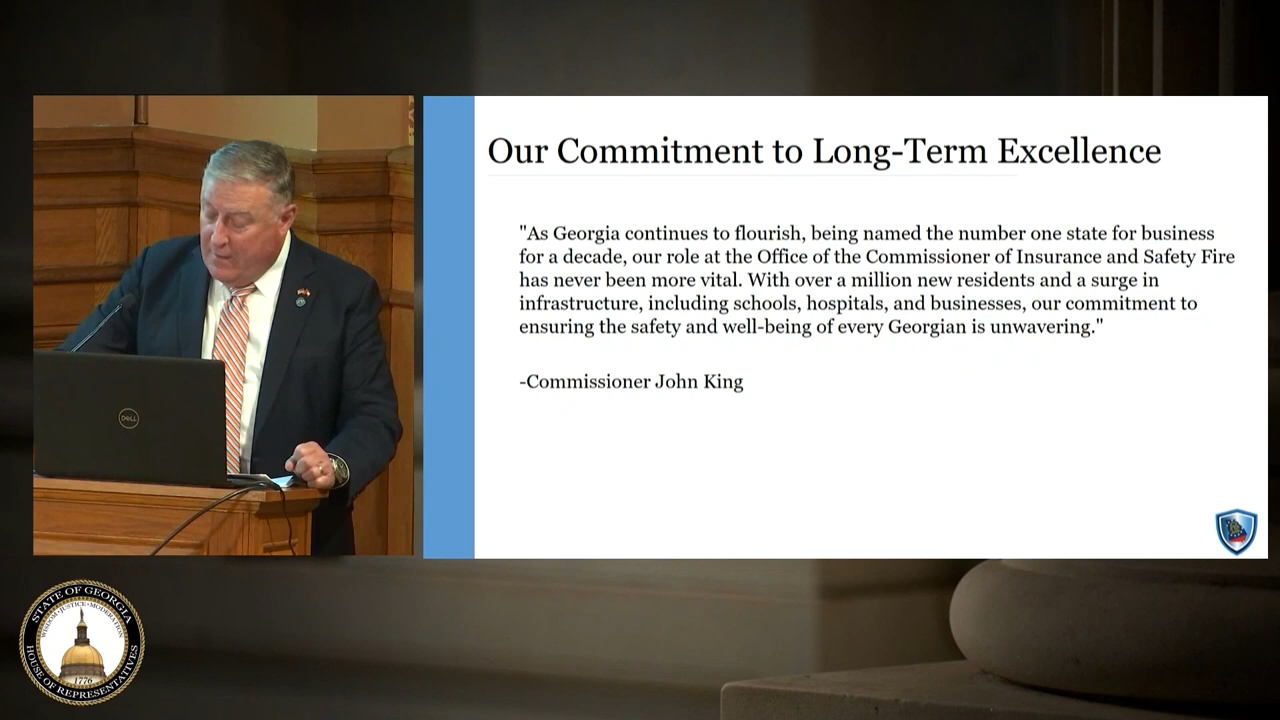 Our Commitment to Long-Term Excellence
"As Georgia continues to flourish, being named the number one state for business
for a decade, our role at the Office of the Commissioner of Insurance and Safety Fire
has never been more vital. With over a million new residents and a surge in
infrastructure, including schools, hospitals, and businesses, our commitment to
ensuring the safety and well-being of every Georgian is unwavering."
-Commissioner John King
DELL
STATE OF GEORGIA
WISDOM • JUSTICE • MODERATION
1776
HOUSE OF REPRESENTATIVES